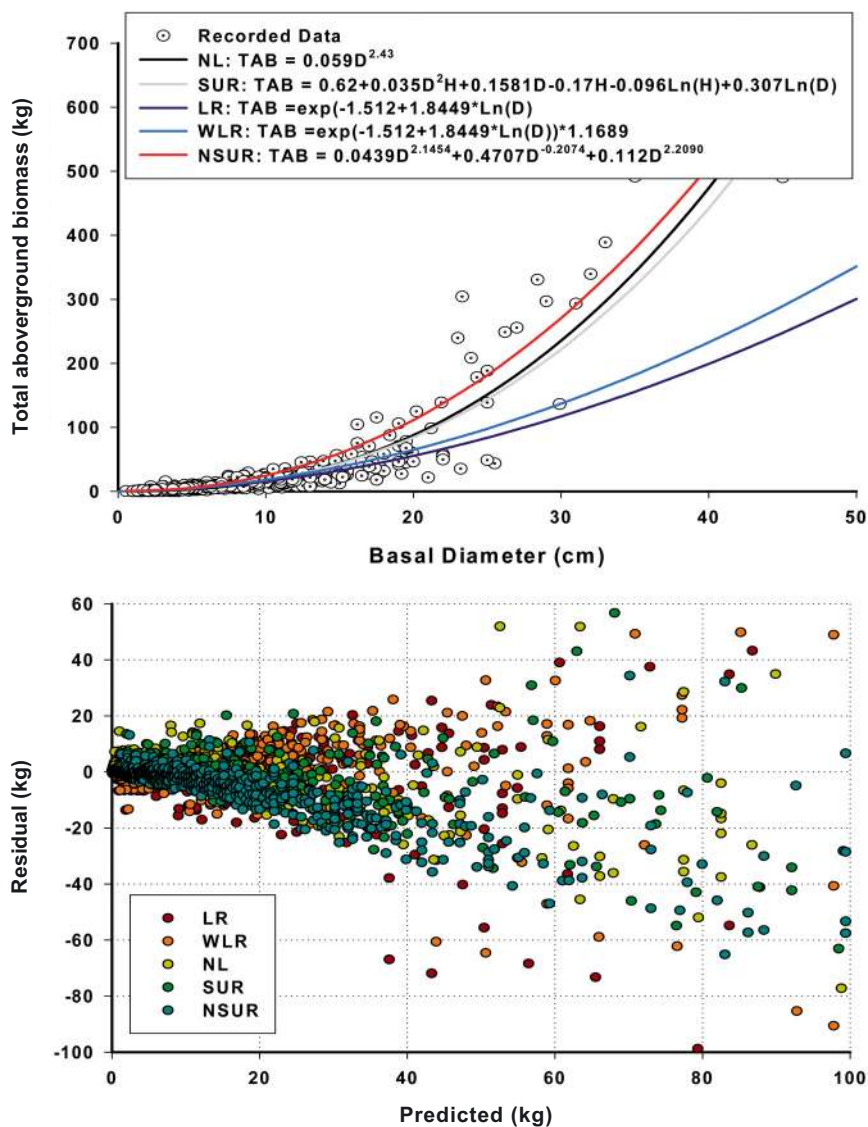 Recorded Data
NL: TAB = 0.059D^2.43
SUR: TAB = 0.62+0.035D^2H+0.1581D-0.17H-0.096Ln(H)+0.307Ln(D)
LR: TAB =exp(-1.512+1.8449*Ln(D)
WLR: TAB =exp(-1.512+1.8449*Ln(D))*1.1689
NSUR: TAB = 0.0439D^2.1454+0.4707D^-0.2074+0.112D^2.2090
Total aboverground biomass (kg)
700
600
500
400
300
200
100
0
0 10 20 30 40 50
Basal Diameter (cm)
Residual (kg)
60
40
20
0
-20
-40
-60
-80
-100
LR
WLR
NL
SUR
NSUR
0 20 40 60 80 100
Predicted (kg)